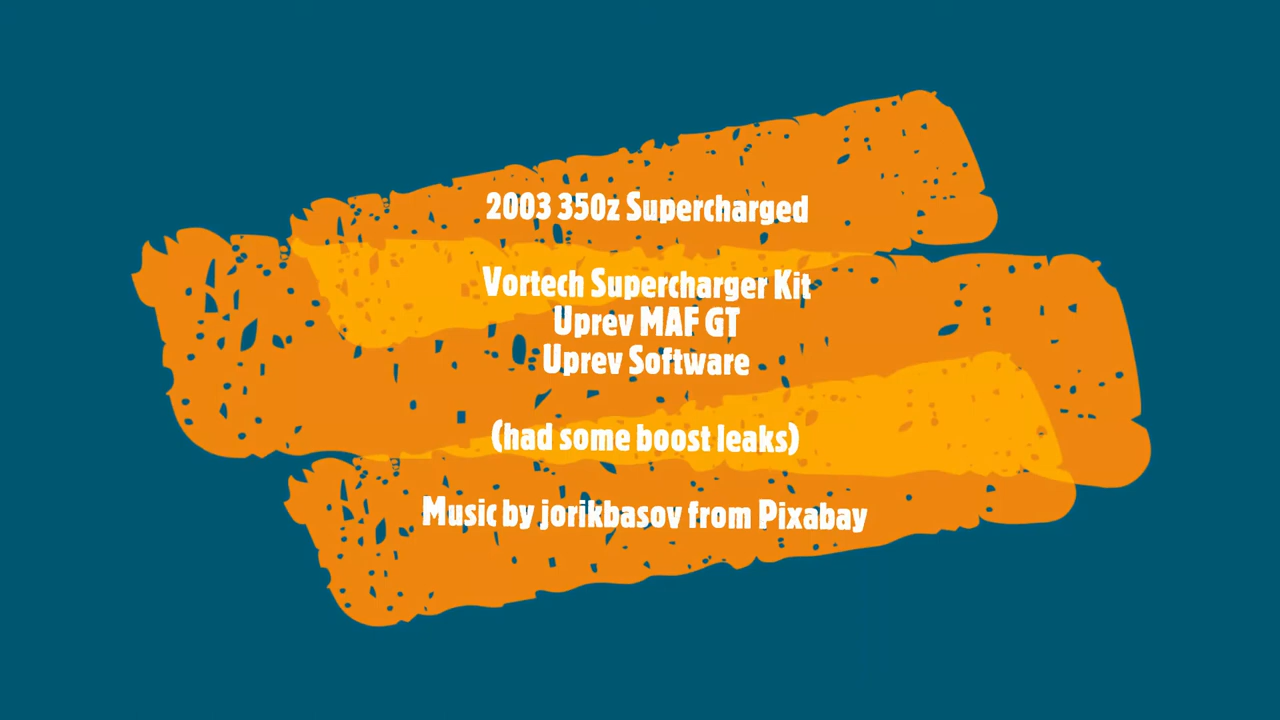 2003 350z Supercharged
Vortech Supercharger Kit
Uprev MAF GT
Uprev Software
(had some boost leaks)
Music by jorikbasov from Pixabay